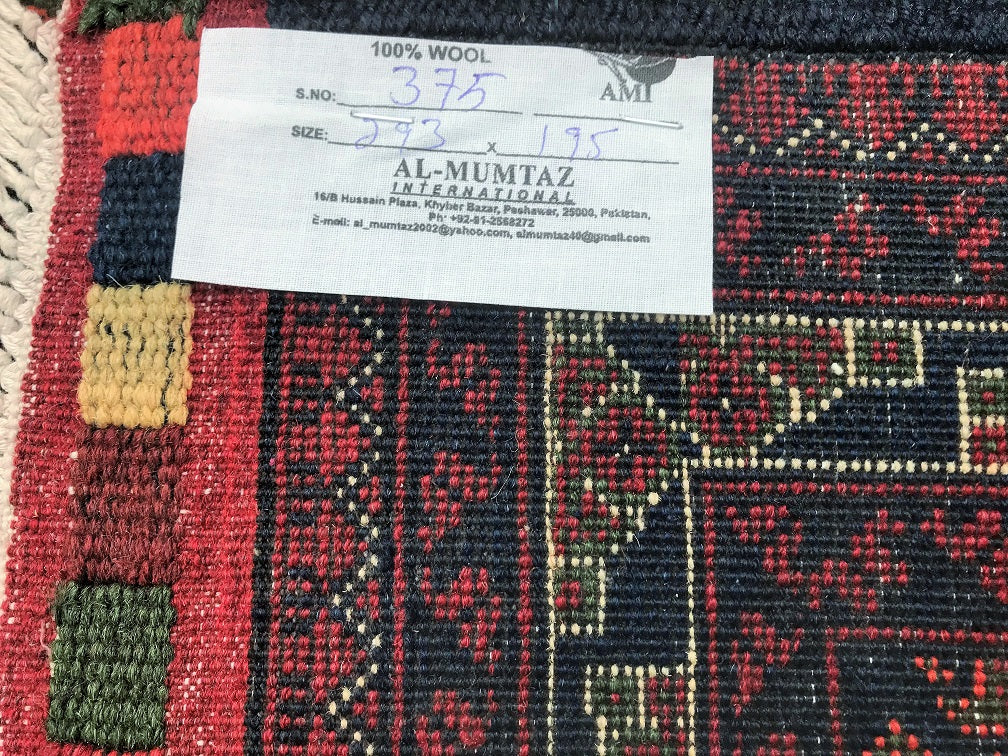 100% WOOL
AMI
S.NO: 375
SIZE: 293 x 195
AL-MUMTAZ
INTERNATIONAL
16/B Hussain Plaza, Khyber Bazar, Peshawar, 25000, Pakistan,
Ph: +92-91-2568272
E-mail: al_mumtaz2002@yahoo.com, almumtaz40@gmail.com